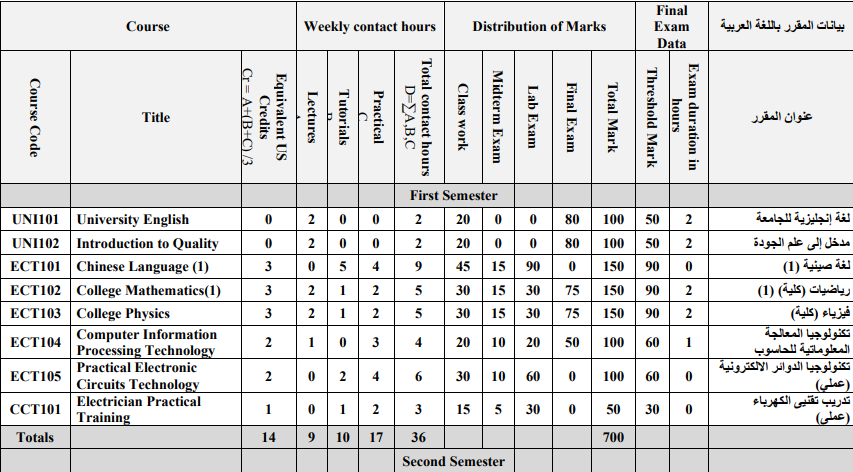 Course Weekly contact hours Distribution of Marks Final Exam Data بيانات المقرر باللغة العربية
Course Code
Title
Equivalent US Credits
Cr = A+(B+C) /3
Lectures
Tutorials
Practical
Total contact hours
D=∑A,B,C
Class work
Midterm Exam
Lab Exam
Final Exam
Total Mark
Threshold Mark
Exam duration in hours
عنوان المقرر
First Semester
UNI101 University English 0 2 0 0 2 20 0 0 80 100 50 2 لغة إنجليزية للجامعة
UNI102 Introduction to Quality 0 2 0 0 2 20 0 0 80 100 50 2 مدخل إلى علم الجودة
ECT101 Chinese Language (1) 3 0 5 4 9 45 15 90 0 150 90 0 لغة صينية (1)
ECT102 College Mathematics(1) 3 2 1 2 5 30 15 30 75 150 90 2 رياضيات (كلية) (1)
ECT103 College Physics 3 2 1 2 5 30 15 30 75 150 90 2 فيزياء (كلية)
ECT104 Computer Information Processing Technology 2 1 0 3 4 20 10 20 50 100 60 1 تكنولوجيا المعالجة المعلوماتية للحاسوب
ECT105 Practical Electronic Circuits Technology 2 0 2 4 6 30 10 60 0 100 60 0 تكنولوجيا الدوائر الالكترونية (عملي)
CCT101 Electrician Practical Training 1 0 1 2 3 15 5 30 0 50 30 0 تدريب تقنيى الكهرباء (عملي)
Totals 14 9 10 17 36 700
Second Semester